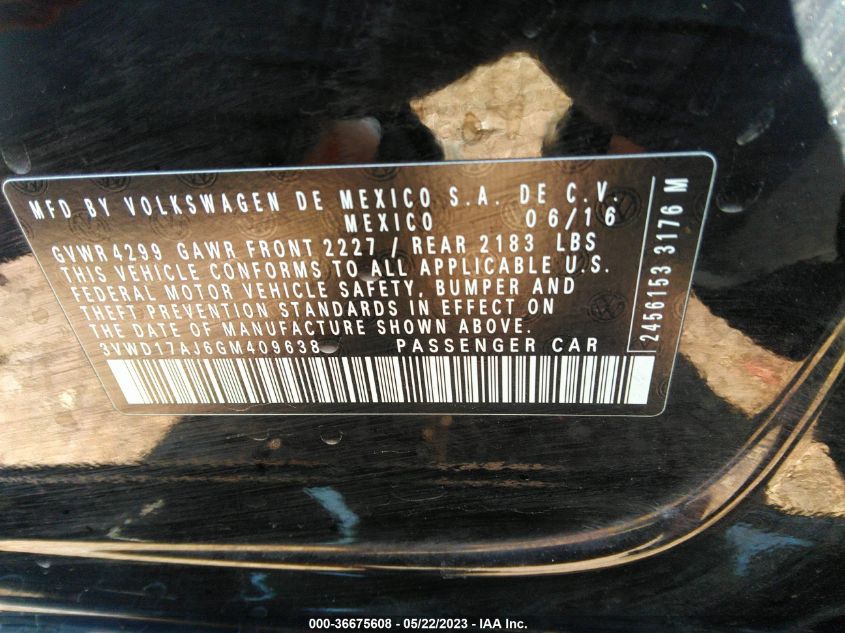 MFD BY VOLKSWAGEN DE MEXICO S.A. DE C.V.
MEXICO 06/16
GVWR 4299 GAWR FRONT 2227 / REAR 2183 LBS
THIS VEHICLE CONFORMS TO ALL APPLICABLE U.S.
FEDERAL MOTOR VEHICLE SAFETY, BUMPER AND
THEFT PREVENTION STANDARDS IN EFFECT ON
THE DATE OF MANUFACTURE SHOWN ABOVE.
3VWD17AJ6GM409638 PASSENGER CAR
2456153 3176 M
000-36675608 - 05/22/2023 - IAA Inc.